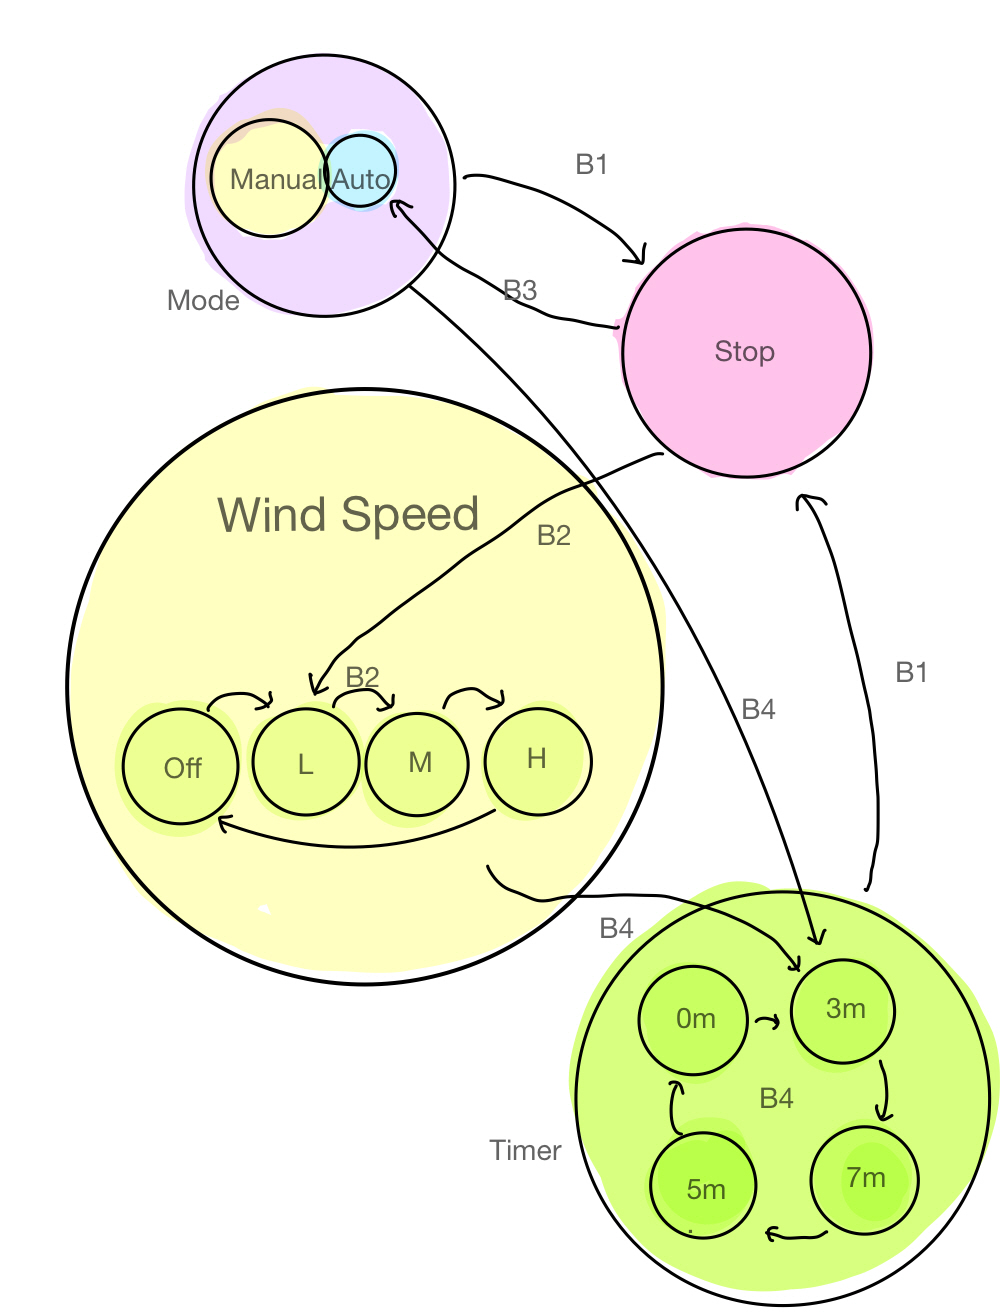 B1
Manual Auto
B3
Mode
Stop
Wind Speed
B2
B2
B1
B4
Off
L
M
H
B4
0m
3m
B4
Timer
5m
7m